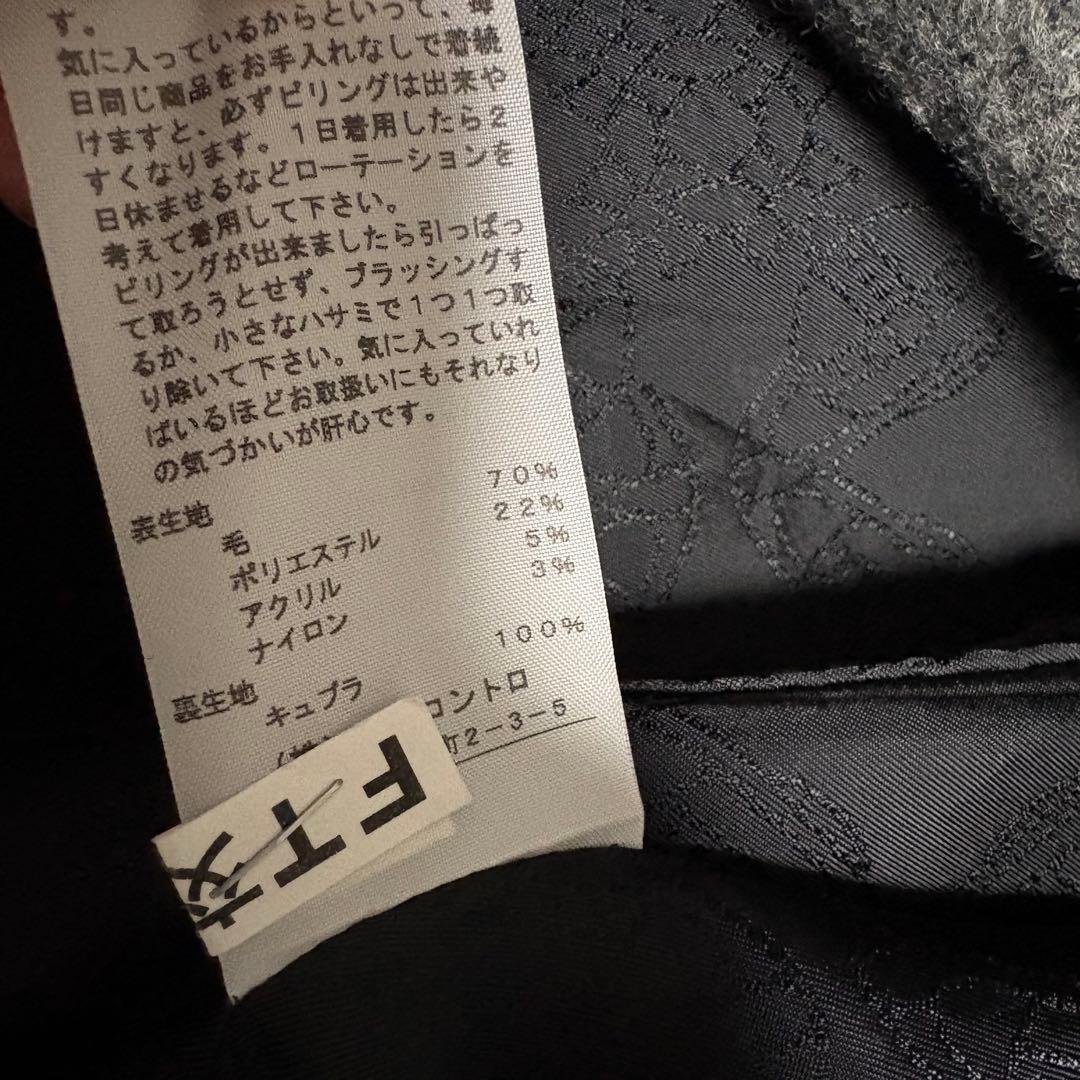 す。
気に入っているからといって、毎
日同じ商品をお手入れなしで着続
けますと、必ずピリングは出来や
すくなります。1日着用したら2
日休ませるなどローテーションを
考えて着用して下さい。
ピリングが出来ましたら引っぱっ
て取ろうとせず、ブラッシングす
るか、小さなハサミで1つ1つ取
り除いて下さい。気に入っていれ
ばいるほどお取扱いにもそれなり
の気づかいが肝心です。
表生地
毛 70%
ポリエステル 22%
アクリル 5%
ナイロン 3%
裏生地
キュプラ 100%
コントロ
町2-3-5
FT交